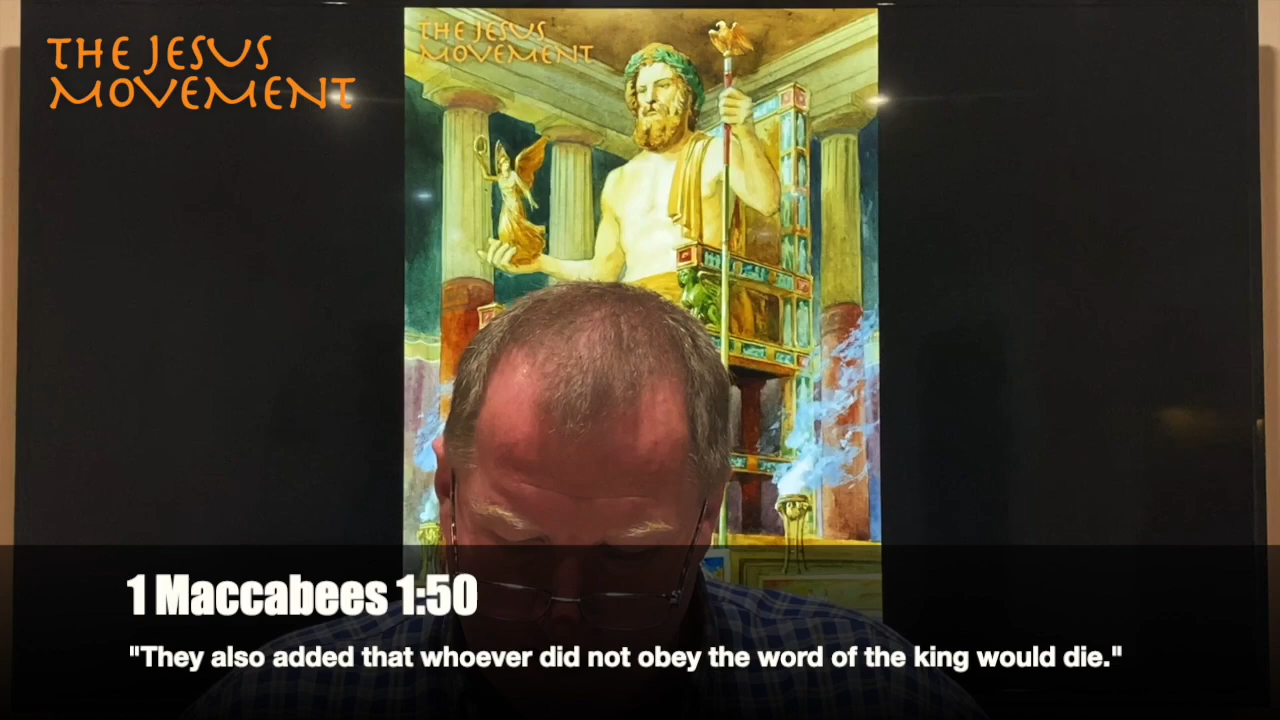 THE JESUS
MOVEMENT
THE JESUS
MOVEMENT
1 Maccabees 1:50
"They also added that whoever did not obey the word of the king would die."